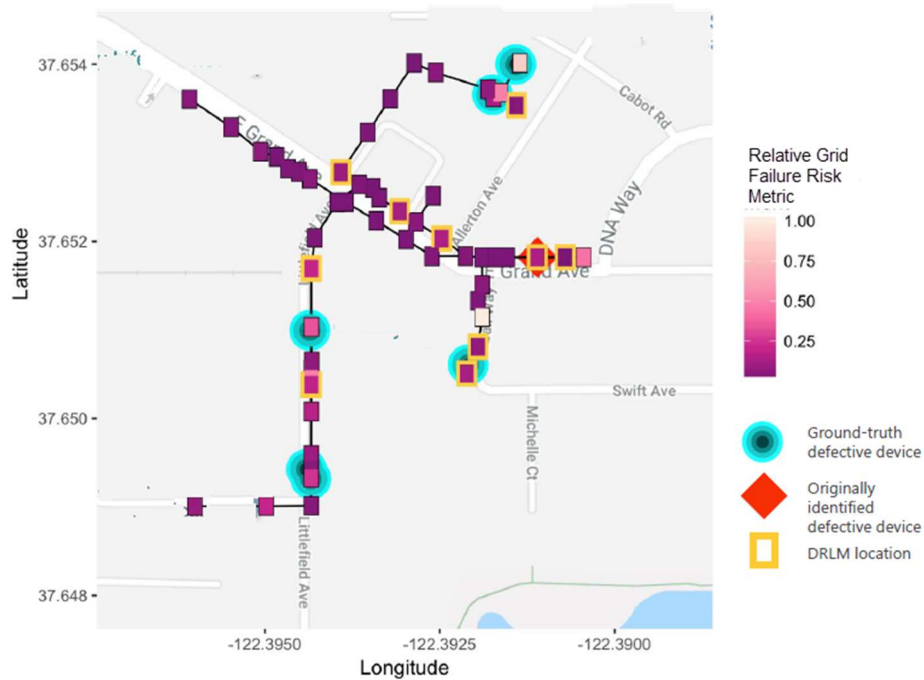 37.654
37.652
37.650
37.648
Latitude
-122.3950
-122.3925
-122.3900
Longitude
E Grand Ave
Cabot Rd
Allerton Ave
DNA Way
E Grand Ave
Swift Ave
Michelle Ct
Littlefield Ave
Relative Grid
Failure Risk
Metric
1.00
0.75
0.50
0.25
Ground-truth
defective device
Originally
identified
defective device
DRLM location